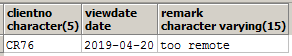 clientno viewdate remark
character(5) date character varying(15)
CR76 2019-04-20 too remote